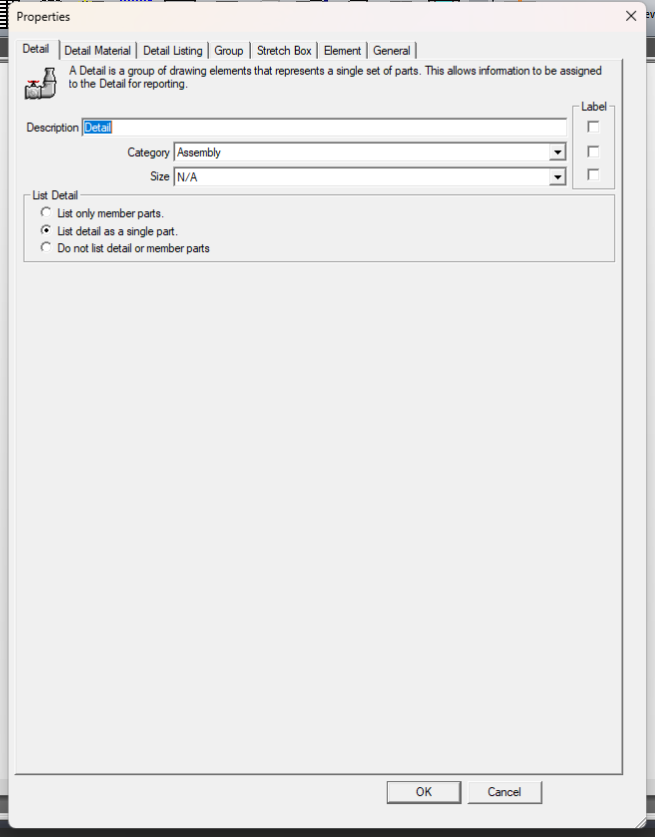 Properties
Detail
Detail Material
Detail Listing
Group
Stretch Box
Element
General
A Detail is a group of drawing elements that represents a single set of parts. This allows information to be assigned
to the Detail for reporting.
Label
Description Detail
Category Assembly
Size N/A
List Detail
List only member parts.
List detail as a single part.
Do not list detail or member parts
OK
Cancel